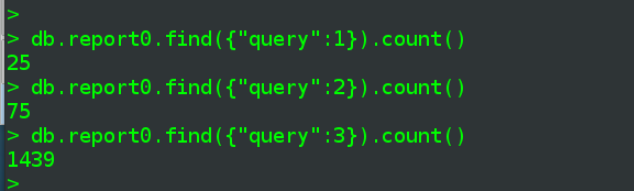 >
> db.report0.find({"query":1}).count()
25
> db.report0.find({"query":2}).count()
75
> db.report0.find({"query":3}).count()
1439
>